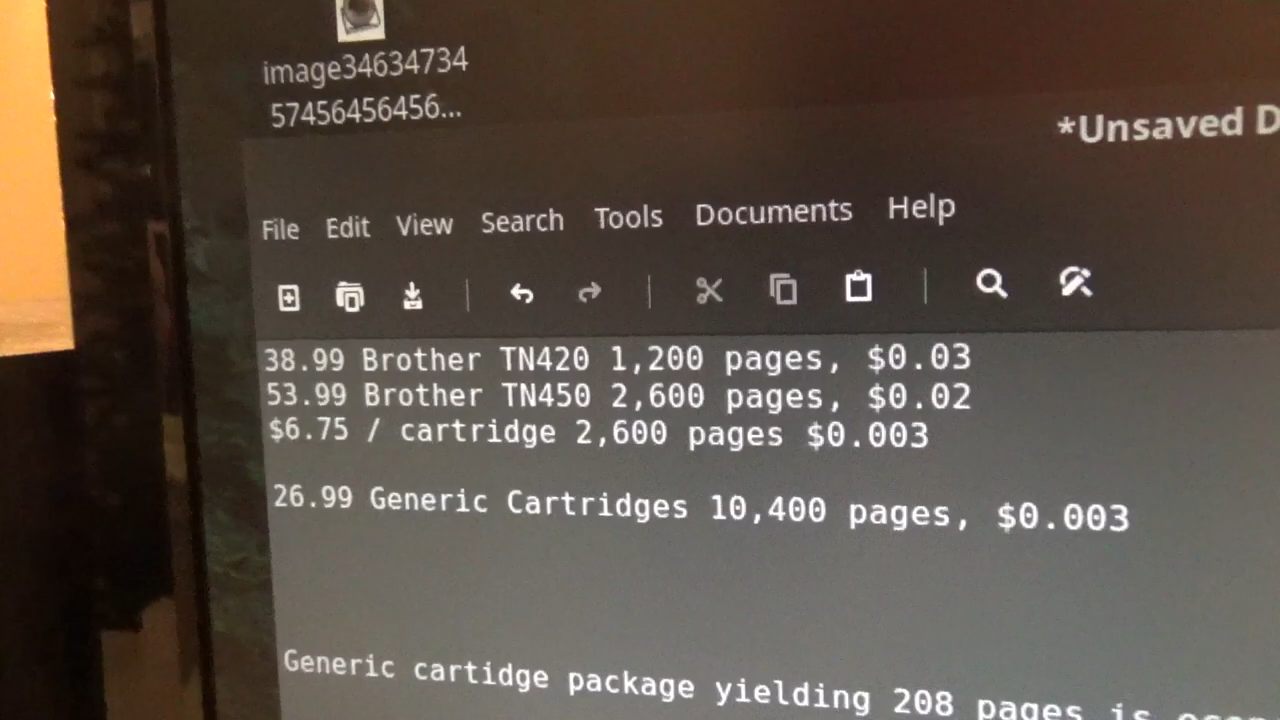 image34634734
57456456456...
*Unsaved D
File Edit View Search Tools Documents Help
38.99 Brother TN420 1,200 pages, $0.03
53.99 Brother TN450 2,600 pages, $0.02
$6.75 / cartridge 2,600 pages $0.003
26.99 Generic Cartridges 10,400 pages, $0.003
Generic cartidge package yielding 208 pages is